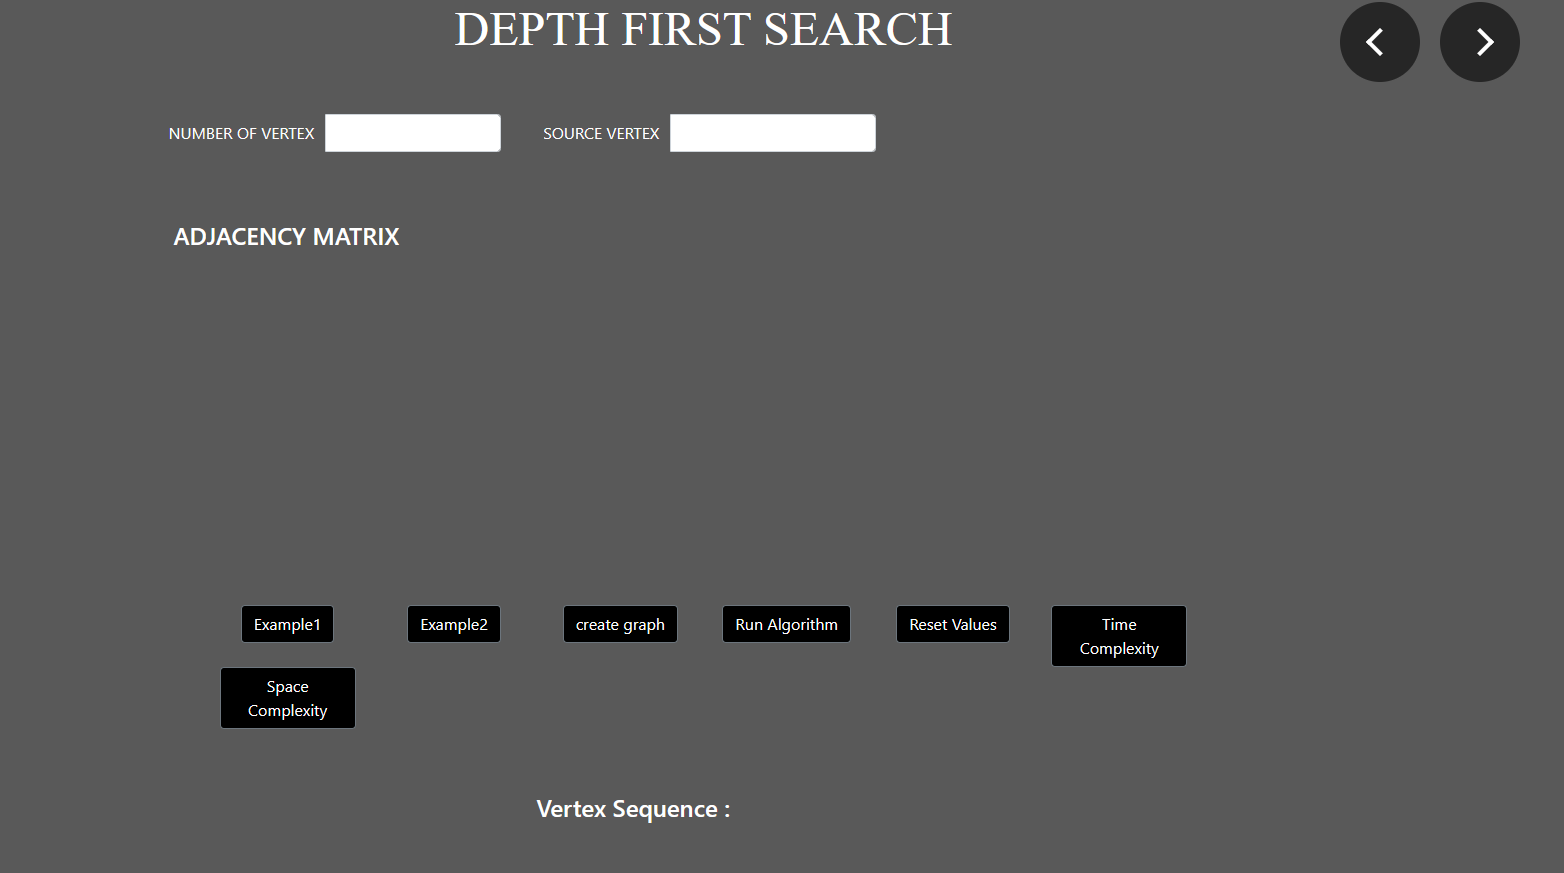 DEPTH FIRST SEARCH
NUMBER OF VERTEX
SOURCE VERTEX
ADJACENCY MATRIX
Example1
Example2
create graph
Run Algorithm
Reset Values
Time
Complexity
Space
Complexity
Vertex Sequence :